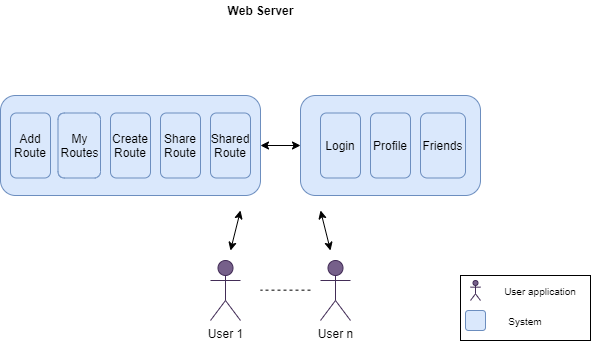 Web Server
Add
Route
My
Routes
Create
Route
Share
Route
Shared
Route
Login
Profile
Friends
User 1
User n
User application
System